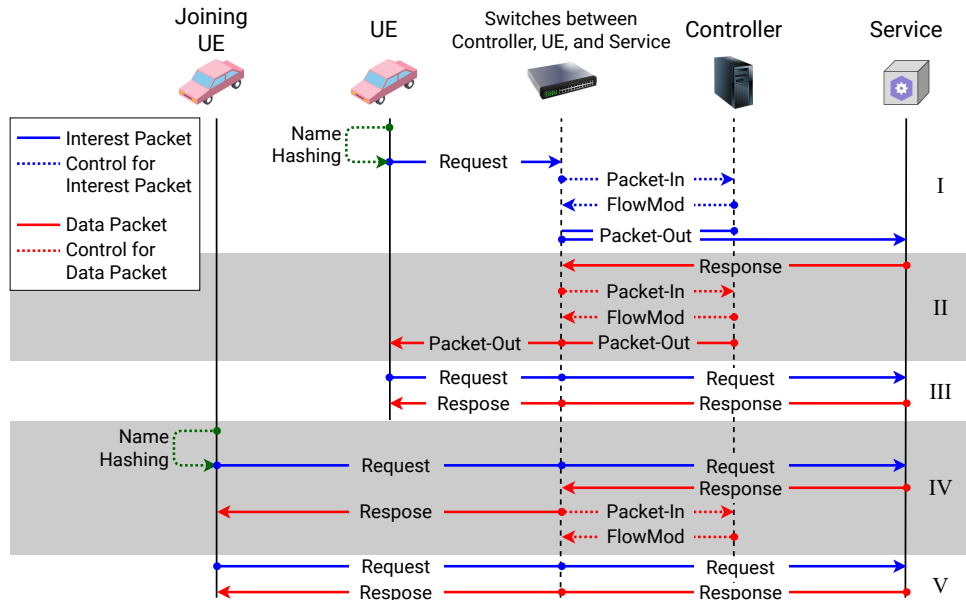 Joining
UE
UE
Switches between
Controller, UE, and Service
Controller
Service
Interest Packet
Control for
Interest Packet
Data Packet
Control for
Data Packet
Name
Hashing
Request
Packet-In
FlowMod
Packet-Out
I
Response
Packet-In
FlowMod
Packet-Out
Packet-Out
II
Request
Request
Respose
Response
III
Name
Hashing
Request
Request
Response
Respose
Packet-In
FlowMod
IV
Request
Request
Response
Response
V